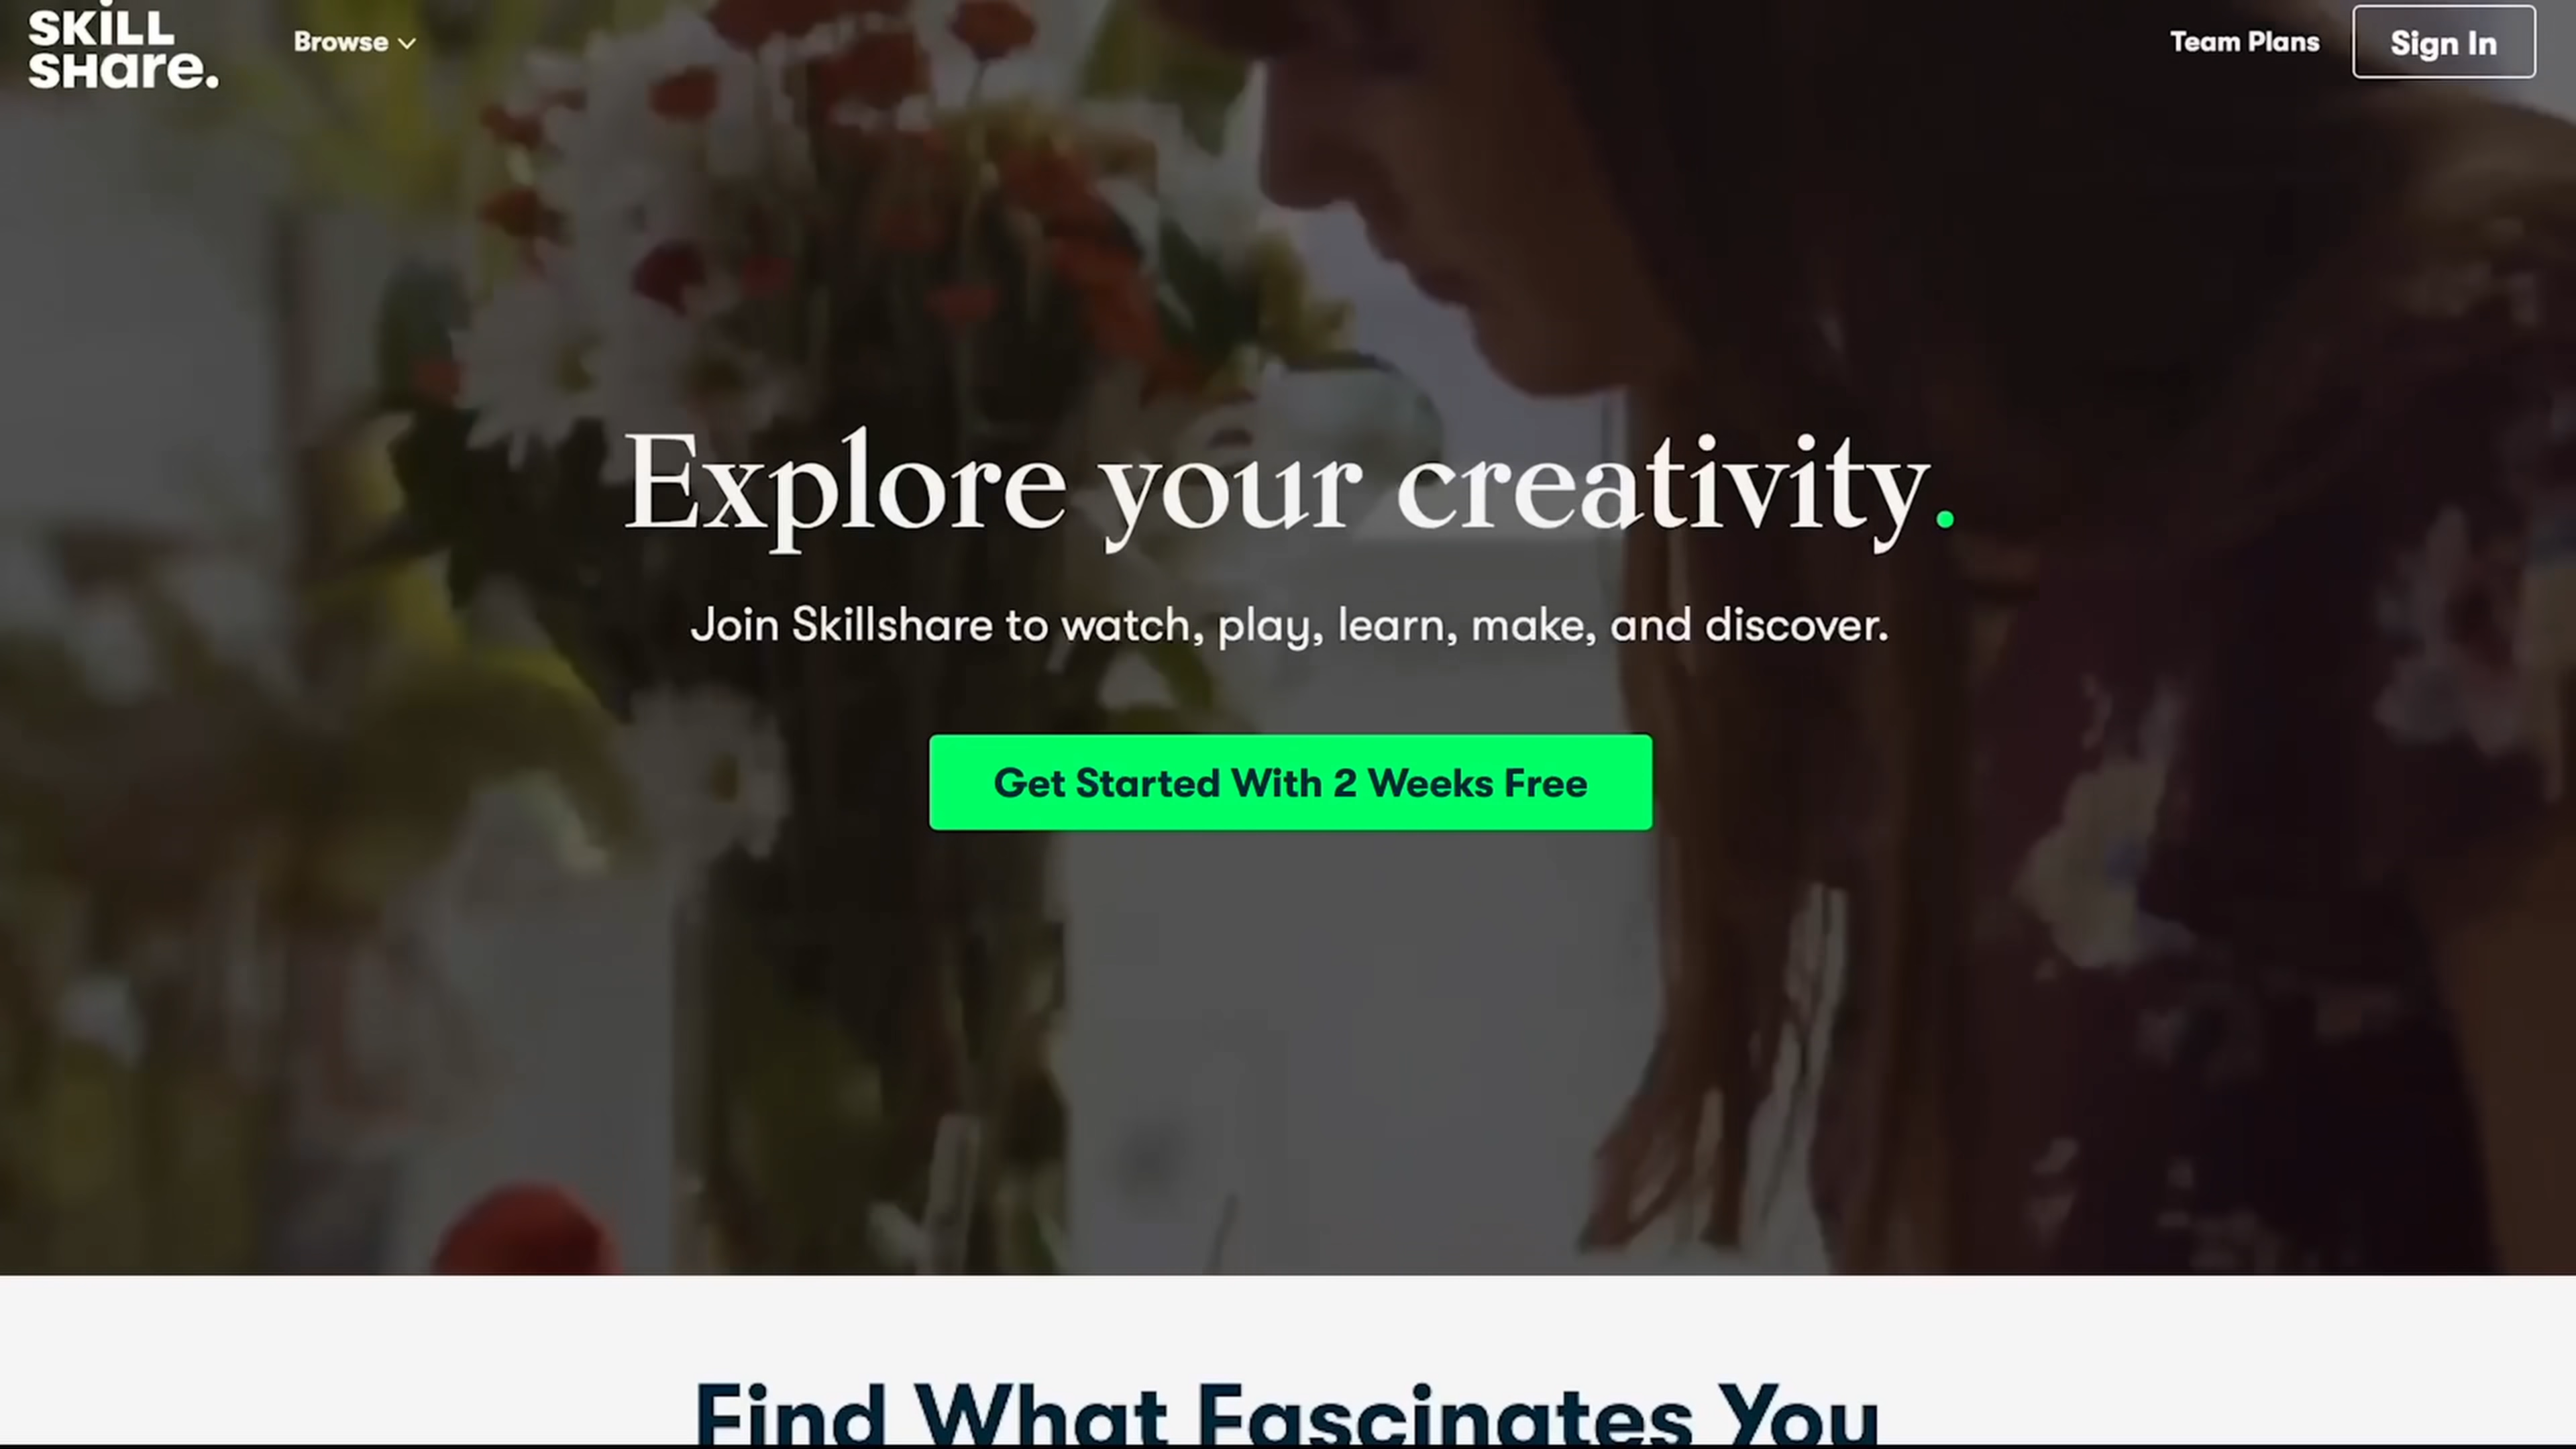 SKiLL
SHare.
Browse
Team Plans
Sign In
Explore your creativity.
Join Skillshare to watch, play, learn, make, and discover.
Get Started With 2 Weeks Free
Find What Fascinates You